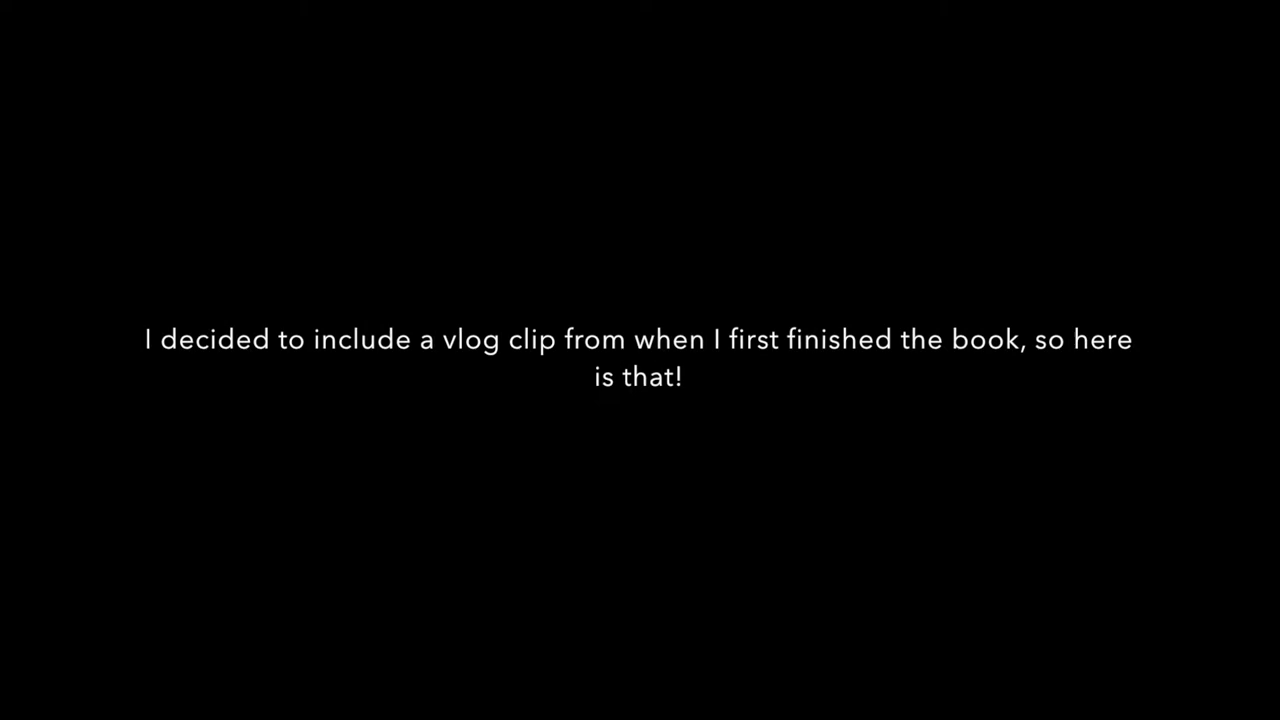 I decided to include a vlog clip from when I first finished the book, so here
is that!